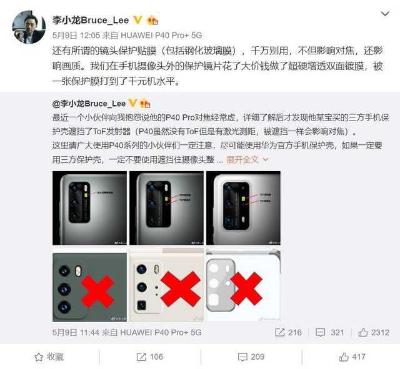 李小龙Bruce_Lee
5月9日 12:05 来自 HUAWEI P40 Pro+ 5G
还有所谓的镜头保护贴膜（包括钢化玻璃膜），千万别用，不但影响对焦，还影
响画质。我们在手机摄像头外的保护镜片花了大价钱做了超硬增透双面镀膜，被
一张保护膜打到了千元机水平。
@李小龙Bruce_Lee
最近一个小伙伴向我抱怨说他的P40 Pro对焦经常虚，详细了解后才发现他某宝买的三方手机保
护壳遮挡了ToF发射器（P40虽然没有ToF但是有激光测距，被遮挡一样会影响对焦）。
这里请广大使用P40系列的小伙伴们一定注意，尽可能使用华为官方手机保护壳，如果一定要
用三方保护壳，一定不要使用遮挡住摄像头整 ... 展开全文
5月9日 11:44 来自 HUAWEI P40 Pro+ 5G
216
321
2312
收藏
106
209
417